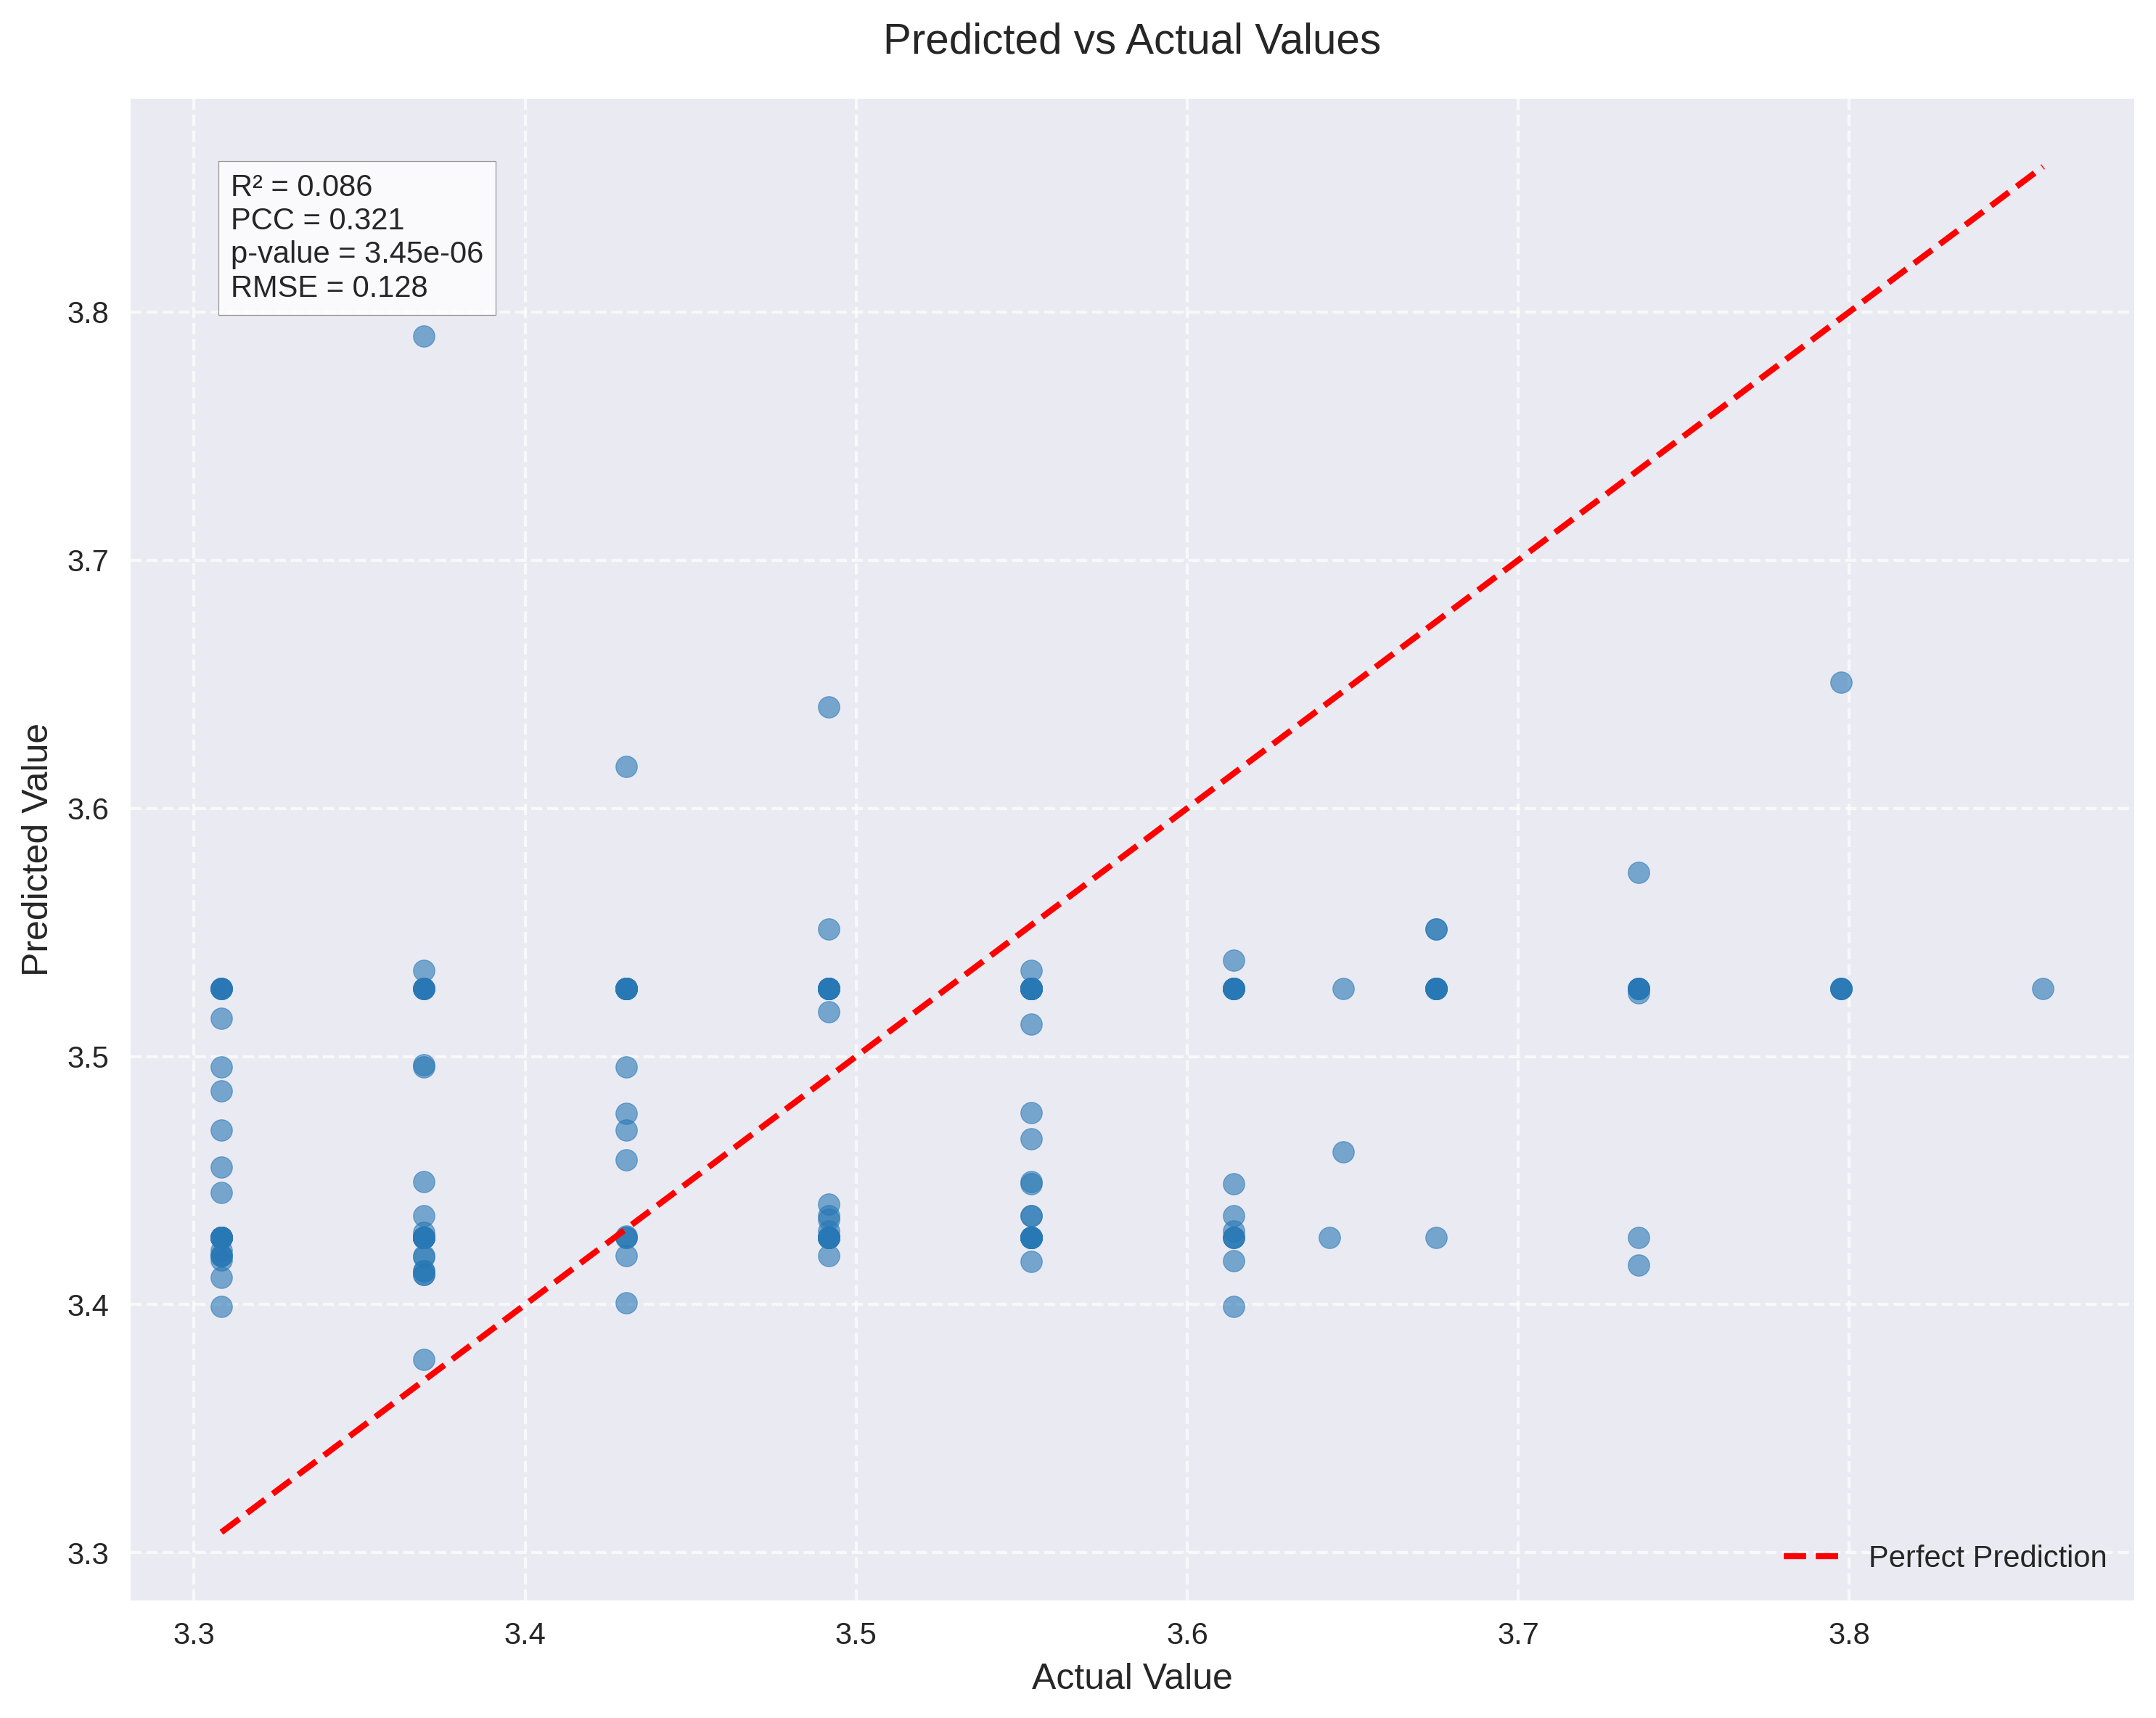 Predicted vs Actual Values
R² = 0.086
PCC = 0.321
p-value = 3.45e-06
RMSE = 0.128
3.8
3.7
3.6
3.5
3.4
3.3
Predicted Value
Perfect Prediction
3.3 3.4 3.5 3.6 3.7 3.8
Actual Value